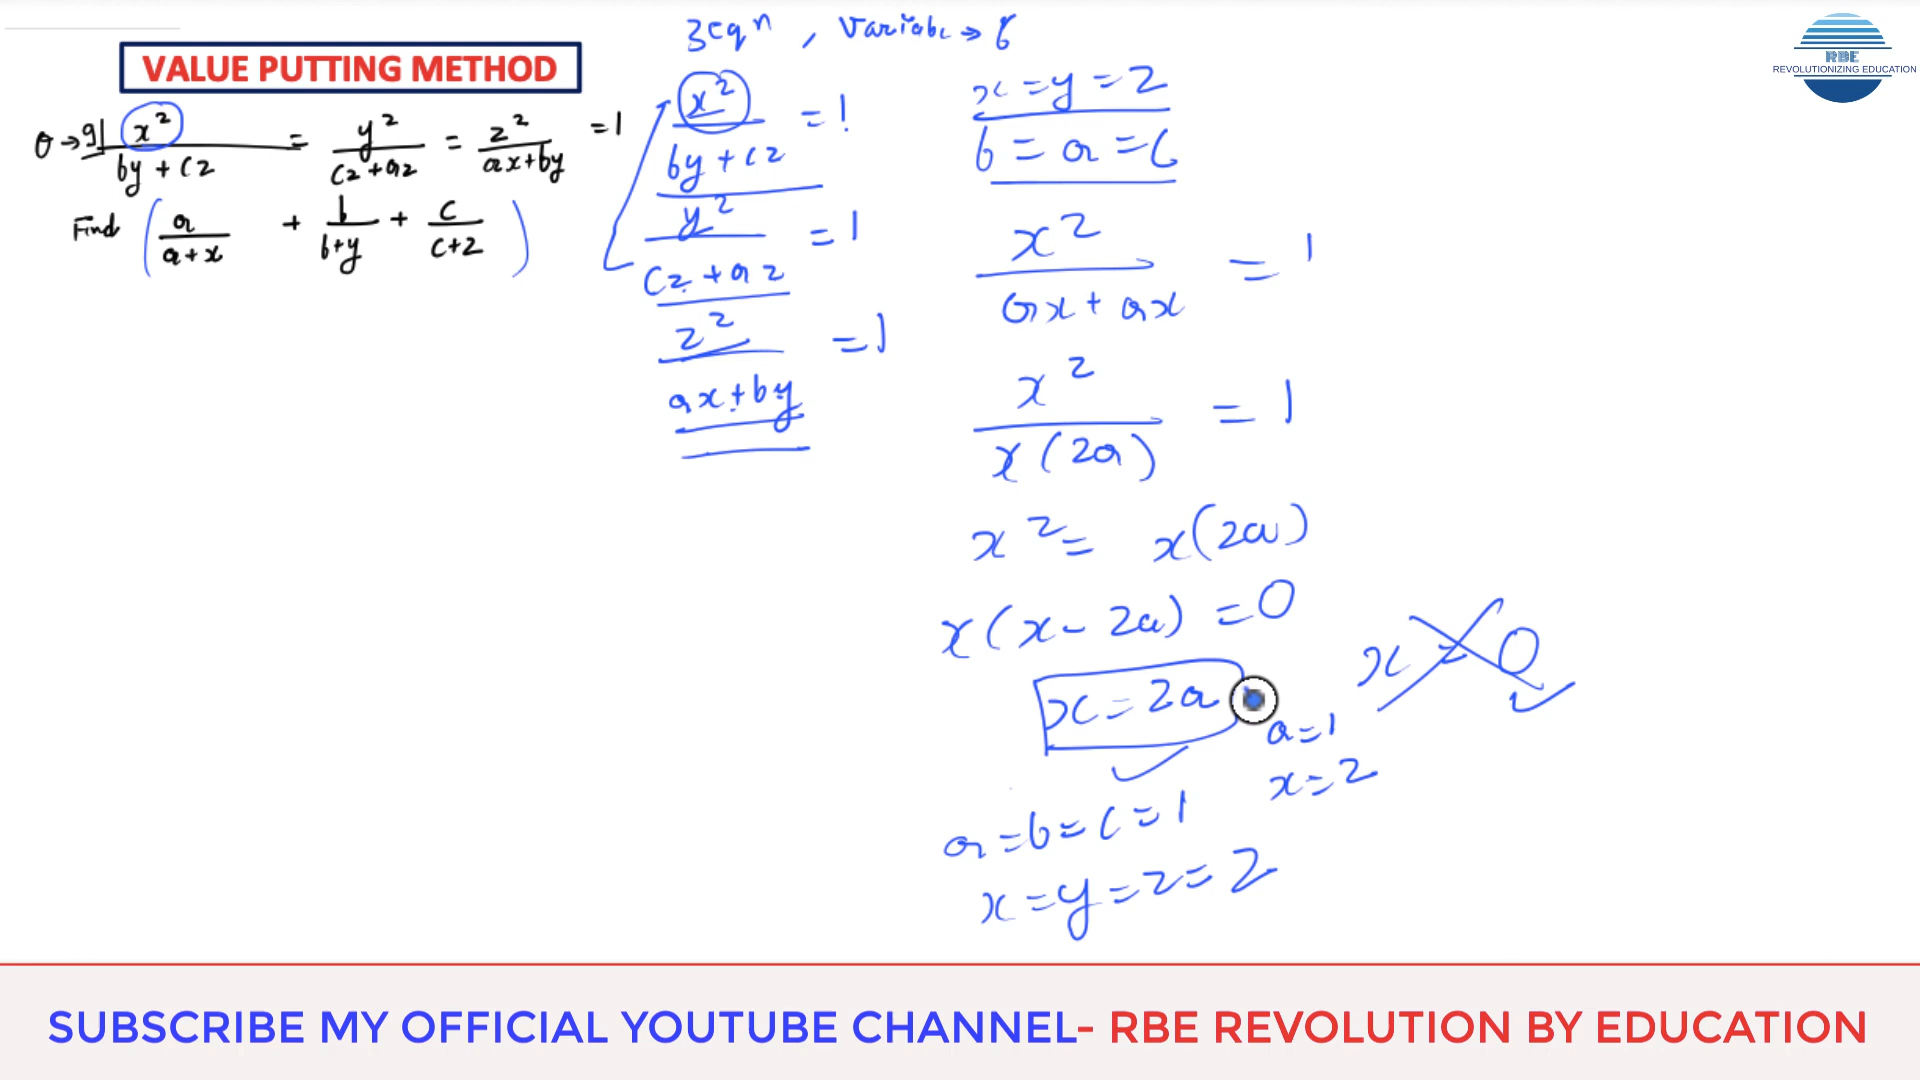 VALUE PUTTING METHOD
RBE
REVOLUTIONIZING EDUCATION
x² / by + cz = y² / cz + az = z² / ax+by = 1
Find ( a / a+x + b / b+y + c / c+z )
3eqⁿ , variable → 6
x² / by + cz = 1
y² / cz + az = 1
z² / ax+by = 1
x = y = z
b = a = c
x² / ax + ax = 1
x² / x(2a) = 1
x² = x(2a)
x(x - 2a) = 0
x = 2a
x = 0
a = 1
x = 2
a = b = c = 1
x = y = z = 2
SUBSCRIBE MY OFFICIAL YOUTUBE CHANNEL- RBE REVOLUTION BY EDUCATION